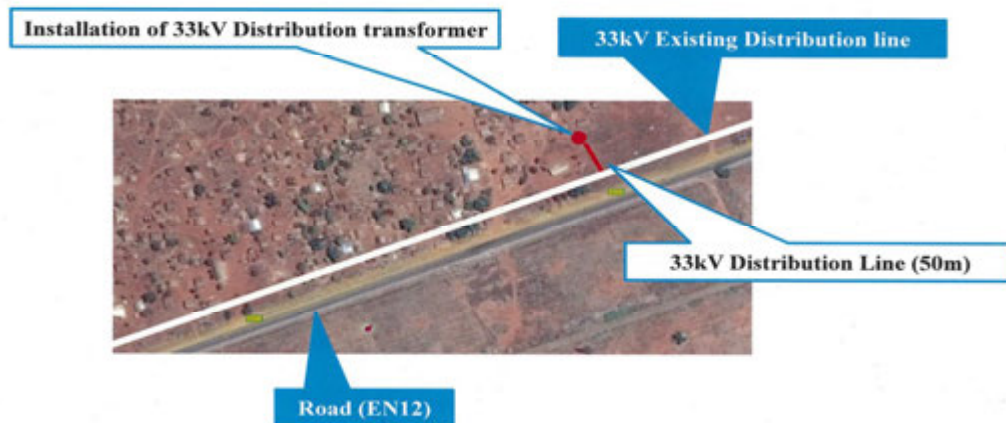 Installation of 33kV Distribution transformer
33kV Existing Distribution line
33kV Distribution Line (50m)
Road (EN12)